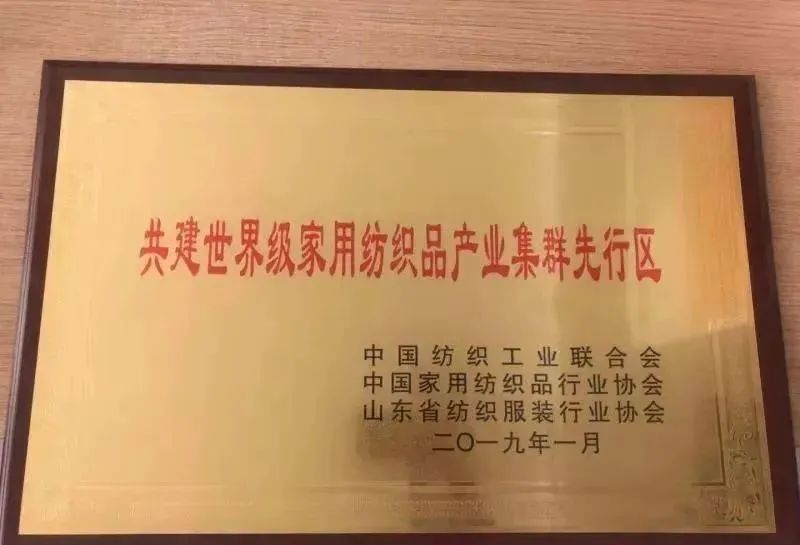 共建世界级家用纺织品产业集群先行区
中国纺织工业联合会
中国家用纺织品行业协会
山东省纺织服装行业协会
二〇一九年一月